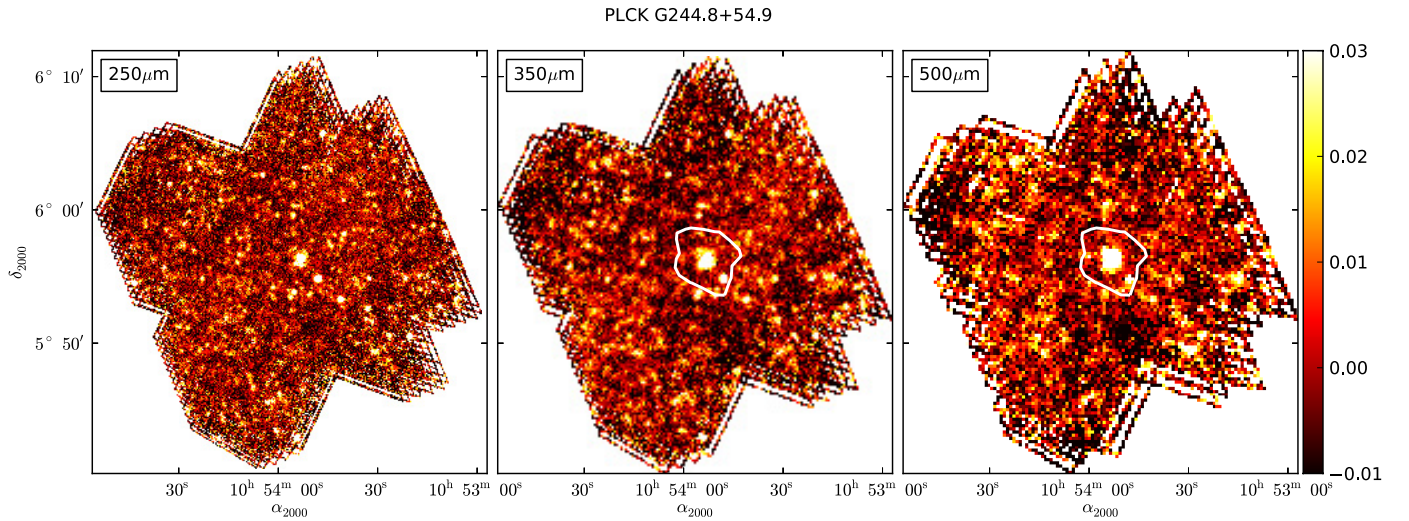 PLCK G244.8+54.9
250μm
350μm
500μm
6° 10′
6° 00′
5° 50′
δ2000
0.03
0.02
0.01
0.00
−0.01
30s 10h 54m 00s 30s 10h 53m 00s 30s 10h 54m 00s 30s 10h 53m 00s 30s 10h 54m 00s 30s 10h 53m 00s
α2000 α2000 α2000